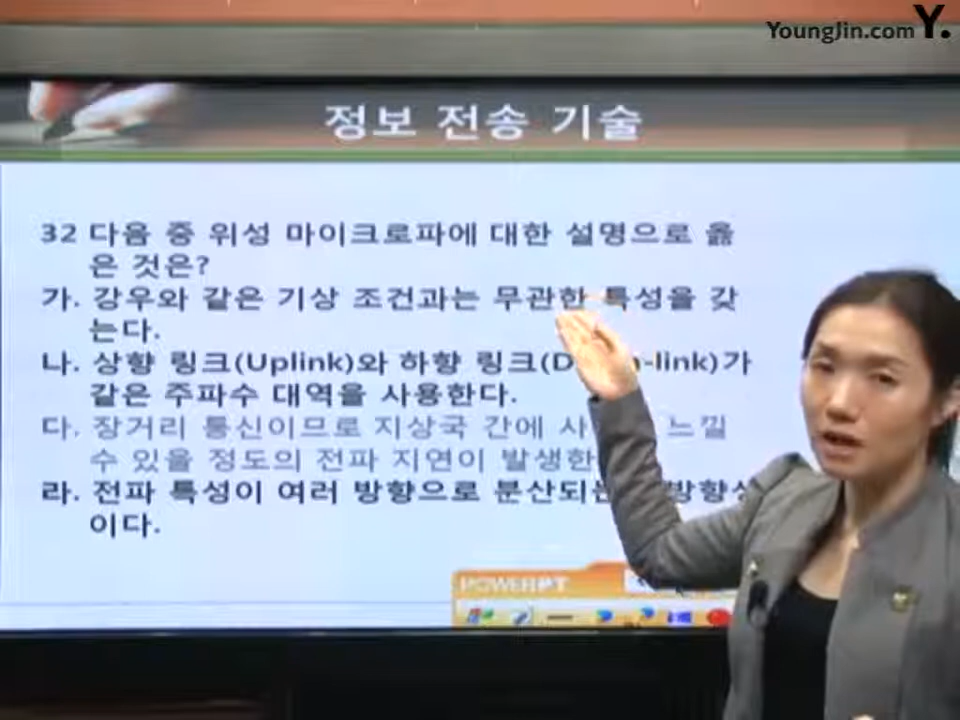 YoungJin.com Y.
정보 전송 기술
32 다음 중 위성 마이크로파에 대한 설명으로 옳
은 것은?
가. 강우와 같은 기상 조건과는 무관한 특성을 갖
는다.
나. 상향 링크(Uplink)와 하향 링크(D n-link)가
같은 주파수 대역을 사용한다.
다. 장거리 통신이므로 지상국 간에 느낄
수 있을 정도의 전파 지연이 발생한
라. 전파 특성이 여러 방향으로 분산되는 방향성
이다.
POWERPT